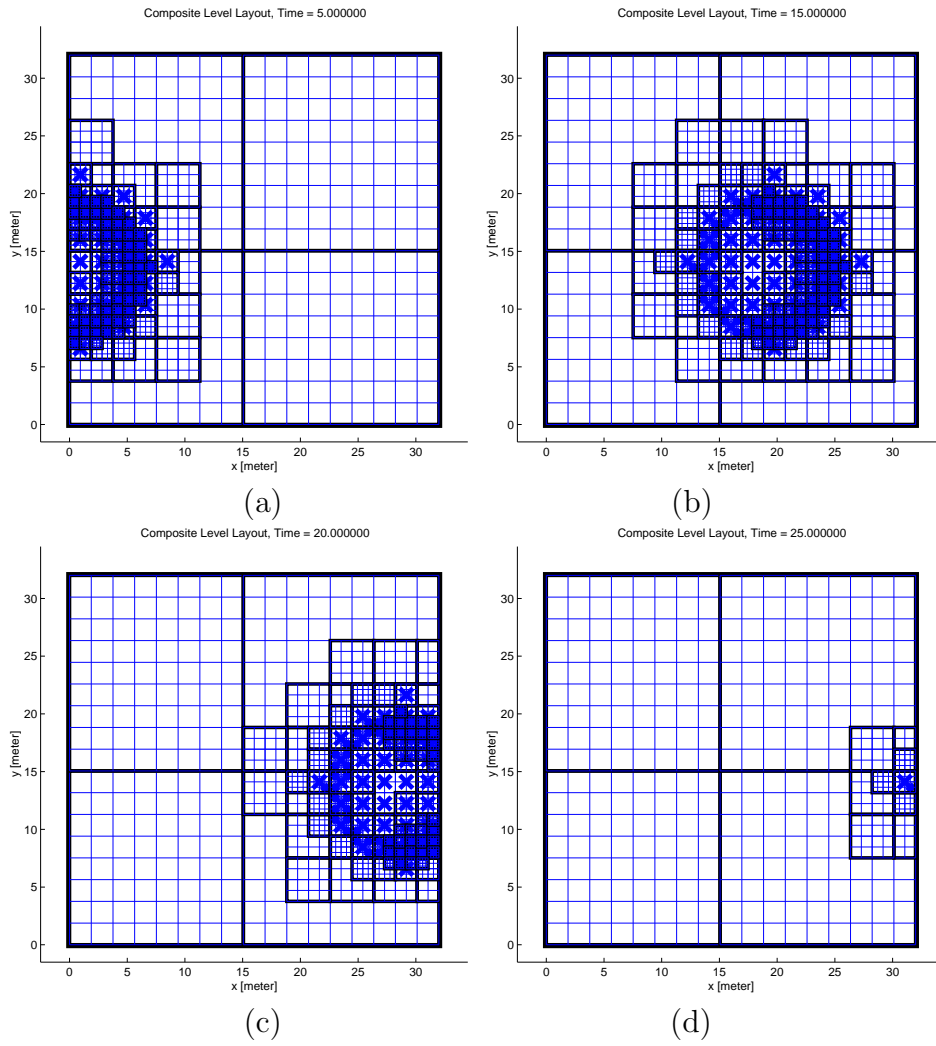 Composite Level Layout, Time = 5.000000
30
25
20
15
10
5
0
y [meter]
0 5 10 15 20 25 30
x [meter]
(a)
Composite Level Layout, Time = 15.000000
30
25
20
15
10
5
0
y [meter]
0 5 10 15 20 25 30
x [meter]
(b)
Composite Level Layout, Time = 20.000000
30
25
20
15
10
5
0
y [meter]
0 5 10 15 20 25 30
x [meter]
(c)
Composite Level Layout, Time = 25.000000
30
25
20
15
10
5
0
y [meter]
0 5 10 15 20 25 30
x [meter]
(d)